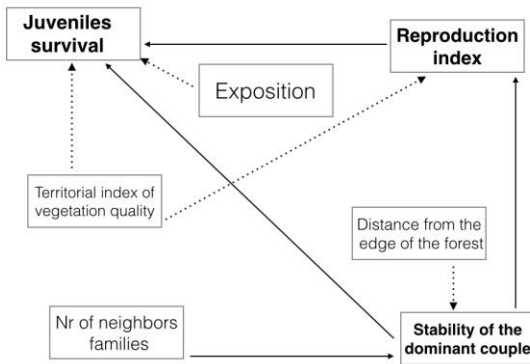 Juveniles
survival
Reproduction
index
Exposition
Territorial index of
vegetation quality
Distance from the
edge of the forest
Nr of neighbors
families
Stability of the
dominant couple